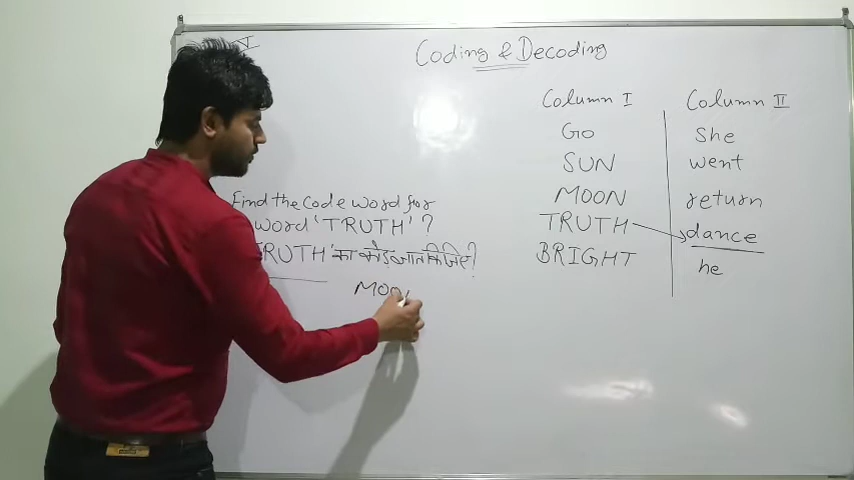 Coding & Decoding
Column I
Column II
Go
She
SUN
went
MOON
return
TRUTH
dance
BRIGHT
he
Find the code word for
word 'TRUTH' ?
TRUTH' का कोड ज्ञात कीजिए?
MOO